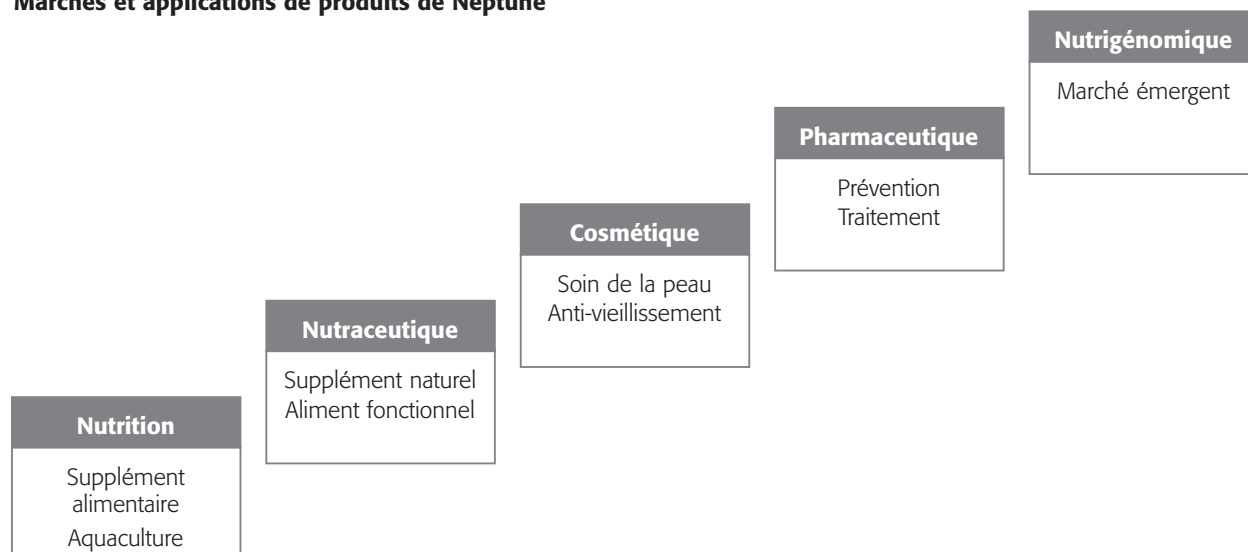 Marchés et applications de produits de Neptune
Nutrition
Supplément
alimentaire
Aquaculture
Nutraceutique
Supplément naturel
Aliment fonctionnel
Cosmétique
Soin de la peau
Anti-vieillissement
Pharmaceutique
Prévention
Traitement
Nutrigénomique
Marché émergent